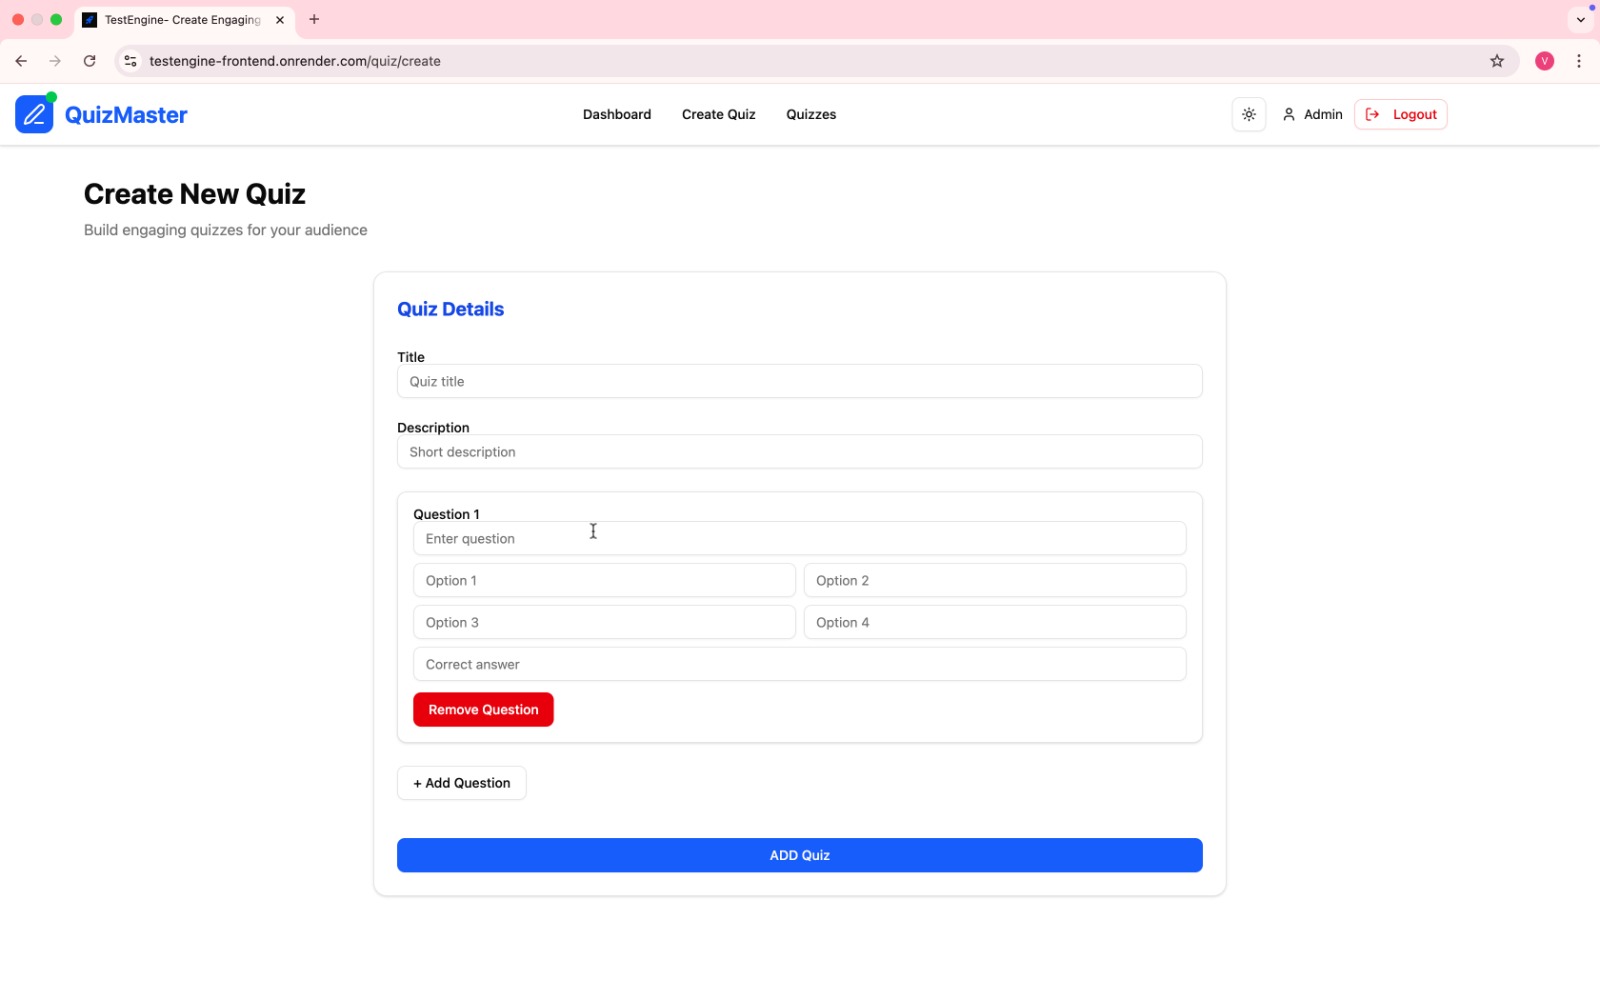 TestEngine- Create Engaging
testengine-frontend.onrender.com/quiz/create
V
QuizMaster
Dashboard
Create Quiz
Quizzes
Admin
Logout
Create New Quiz
Build engaging quizzes for your audience
Quiz Details
Title
Quiz title
Description
Short description
Question 1
Enter question
Option 1
Option 2
Option 3
Option 4
Correct answer
Remove Question
+ Add Question
ADD Quiz